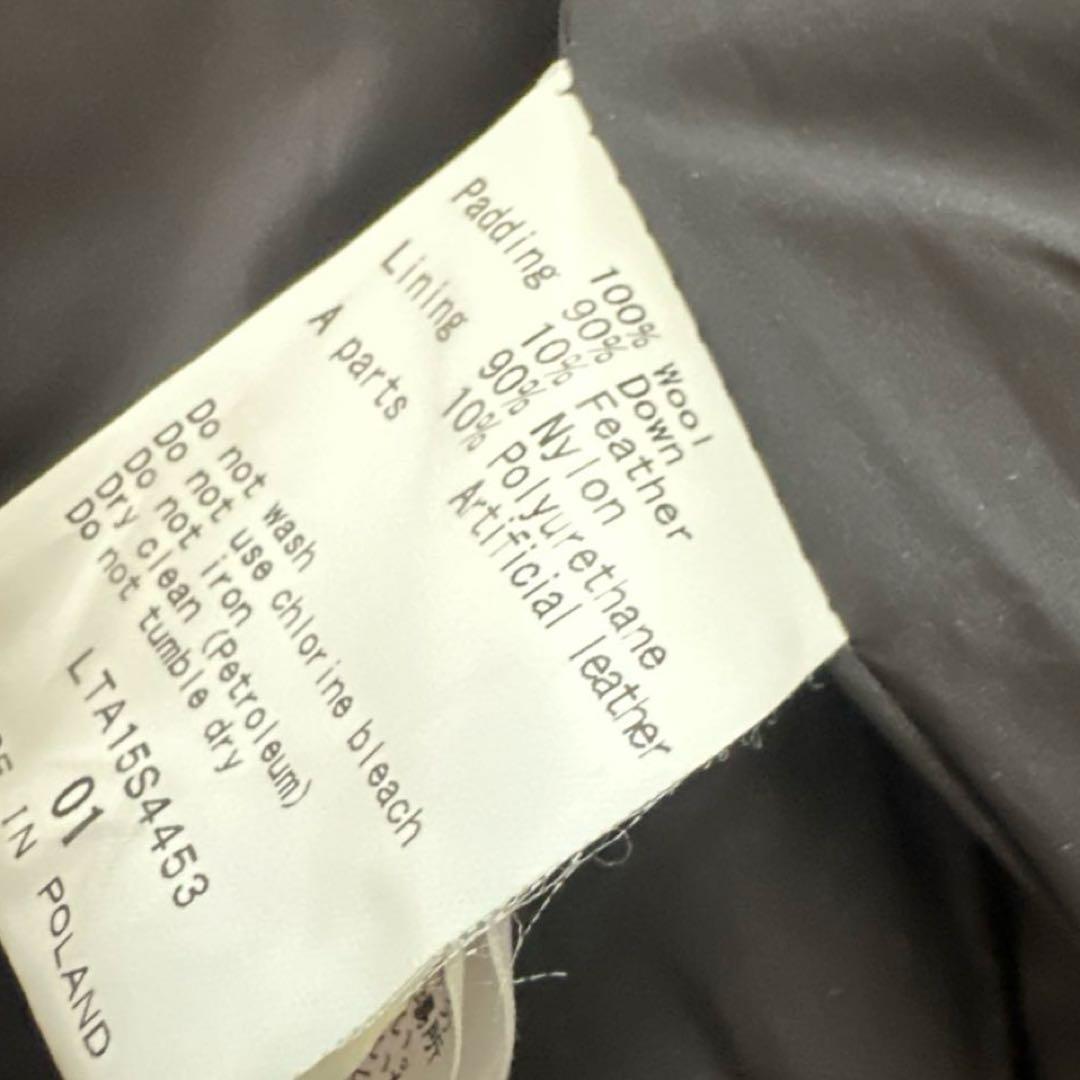 100% Wool
Padding 90% Down
10% Feather
Lining 90% Nylon
10% Polyurethane
A parts Artificial leather
Do not wash
Do not use chlorine bleach
Do not iron
Dry clean (Petroleum)
Do not tumble dry
LTA15S4453
01
IN POLAND